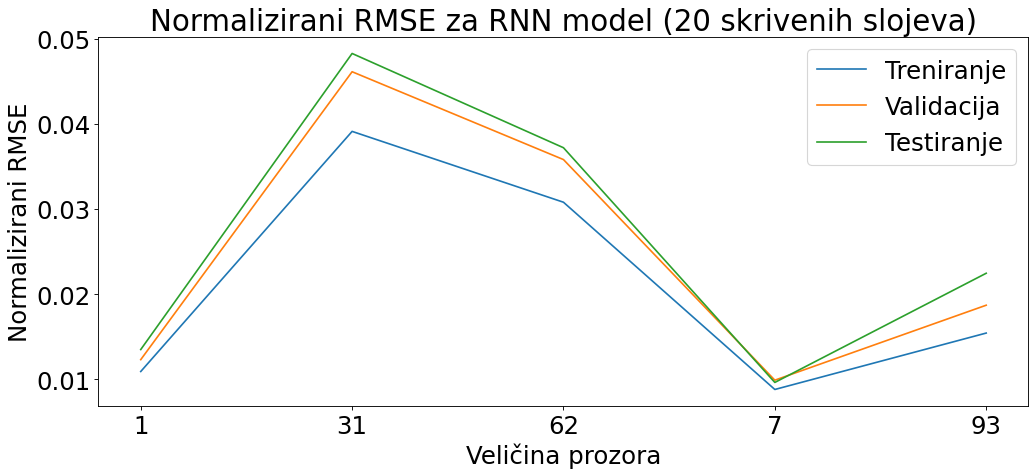 Normalizirani RMSE za RNN model (20 skrivenih slojeva)
Normalizirani RMSE
0.05
0.04
0.03
0.02
0.01
Treniranje
Validacija
Testiranje
1 31 62 7 93
Veličina prozora